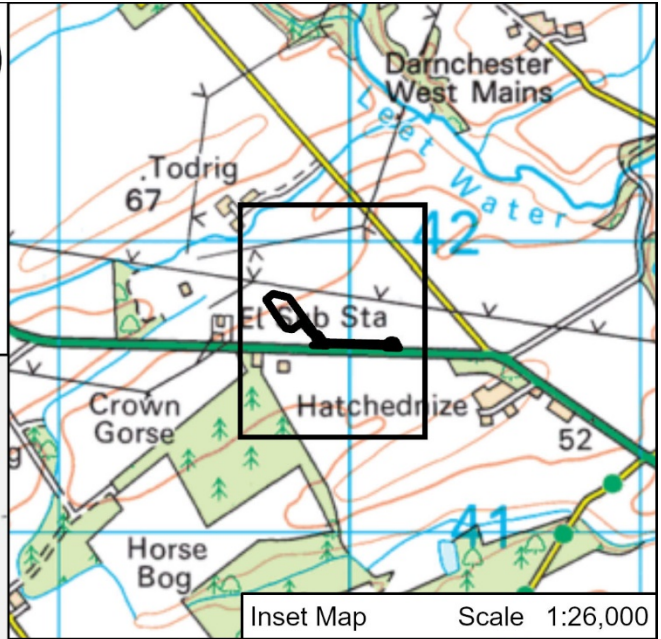 Darnchester
West Mains
Leet Water
Todrig
67
42
El Sub Sta
Crown
Gorse
Hatchednize
52
g
41
Horse
Bog
Inset Map Scale 1:26,000